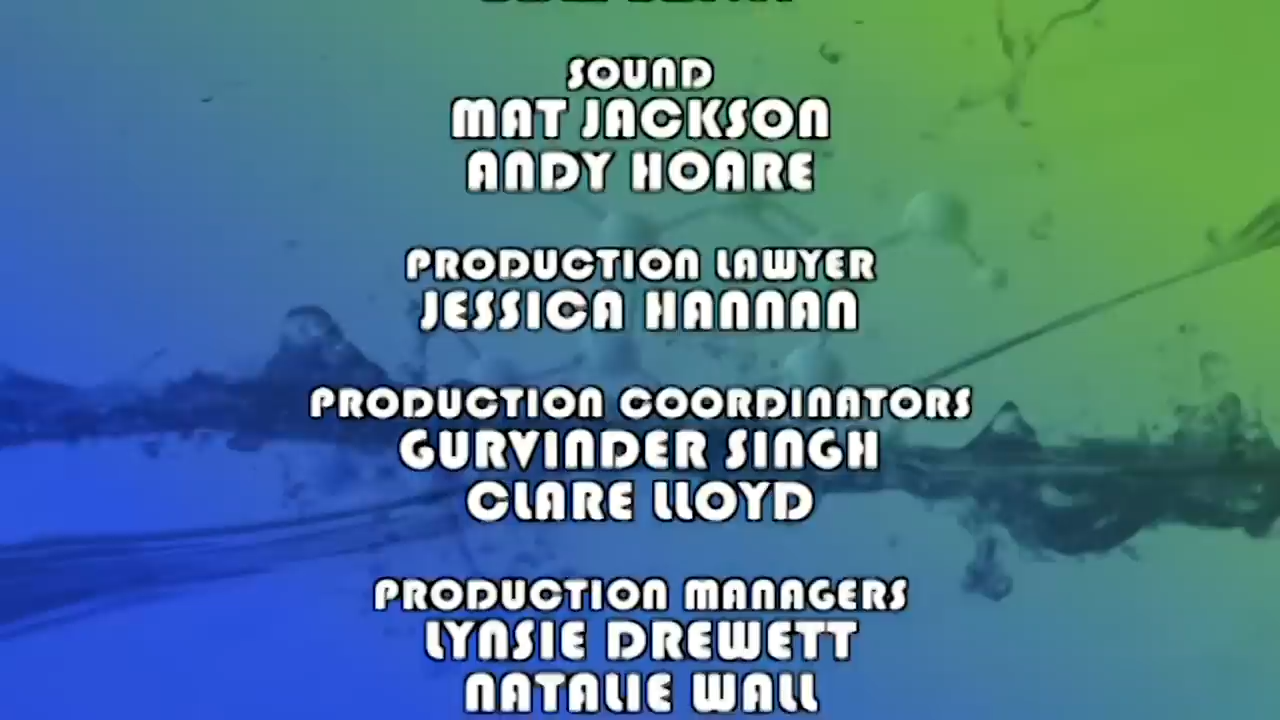 SOUND
MAT JACKSON
ANDY HOARE
PRODUCTION LAWYER
JESSICA HANNAN
PRODUCTION COORDINATORS
GURVINDER SINGH
CLARE LLOYD
PRODUCTION MANAGERS
LYNSIE DREWETT
NATALIE WALL